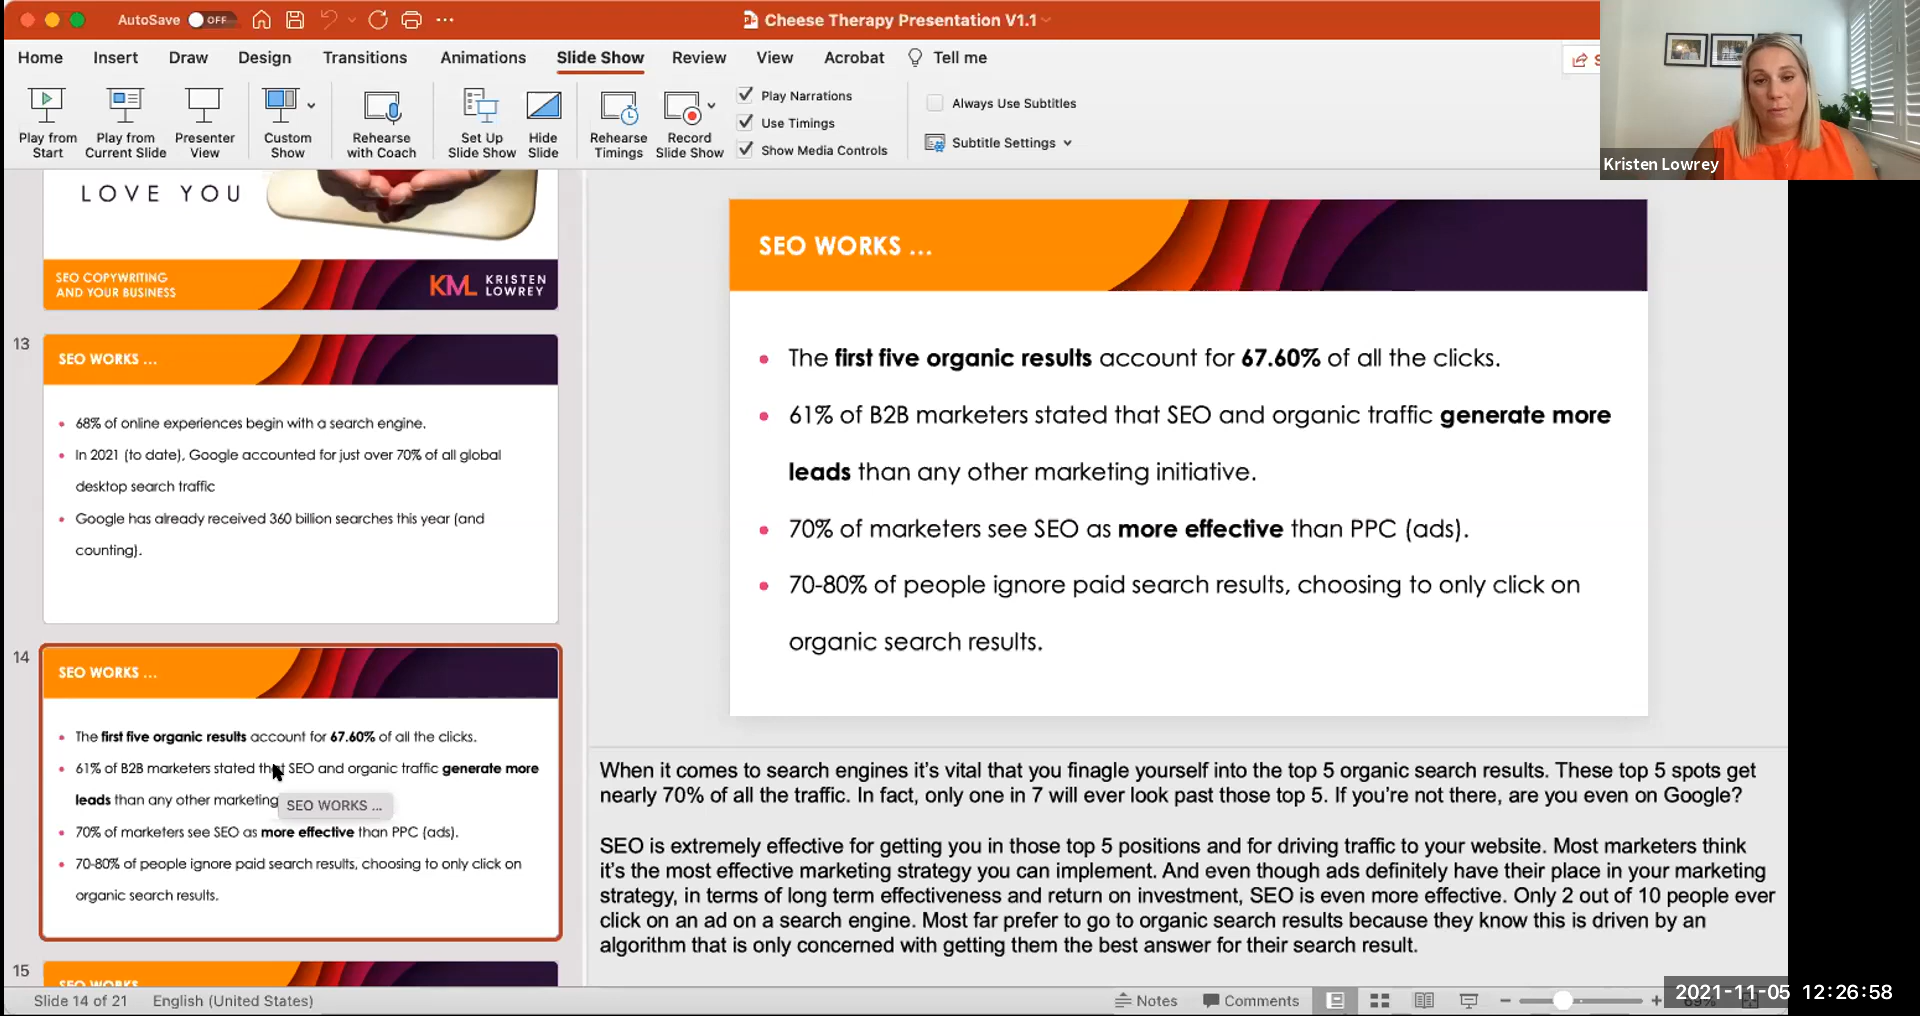 AutoSave OFF
Cheese Therapy Presentation V1.1
Home Insert Draw Design Transitions Animations Slide Show Review View Acrobat Tell me
Play from Start
Play from Current Slide
Presenter View
Custom Show
Rehearse with Coach
Set Up Slide Show
Hide Slide
Rehearse Timings
Record Slide Show
Play Narrations
Use Timings
Show Media Controls
Always Use Subtitles
Subtitle Settings
Kristen Lowrey
LOVE YOU
SEO COPYWRITING
AND YOUR BUSINESS
KML KRISTEN
LOWREY
13
SEO WORKS ...
• 68% of online experiences begin with a search engine.
• In 2021 (to date), Google accounted for just over 70% of all global
desktop search traffic
• Google has already received 360 billion searches this year (and
counting).
14
SEO WORKS ...
• The first five organic results account for 67.60% of all the clicks.
• 61% of B2B marketers stated that SEO and organic traffic generate more
leads than any other marketing
SEO WORKS ...
• 70% of marketers see SEO as more effective than PPC (ads).
• 70-80% of people ignore paid search results, choosing to only click on
organic search results.
15
SEO WORKS ...
SEO WORKS ...
• The first five organic results account for 67.60% of all the clicks.
• 61% of B2B marketers stated that SEO and organic traffic generate more
leads than any other marketing initiative.
• 70% of marketers see SEO as more effective than PPC (ads).
• 70-80% of people ignore paid search results, choosing to only click on
organic search results.
When it comes to search engines it's vital that you finagle yourself into the top 5 organic search results. These top 5 spots get
nearly 70% of all the traffic. In fact, only one in 7 will ever look past those top 5. If you're not there, are you even on Google?
SEO is extremely effective for getting you in those top 5 positions and for driving traffic to your website. Most marketers think
it's the most effective marketing strategy you can implement. And even though ads definitely have their place in your marketing
strategy, in terms of long term effectiveness and return on investment, SEO is even more effective. Only 2 out of 10 people ever
click on an ad on a search engine. Most far prefer to go to organic search results because they know this is driven by an
algorithm that is only concerned with getting them the best answer for their search result.
Slide 14 of 21 English (United States)
Notes Comments
2021-11-05 12:26:58